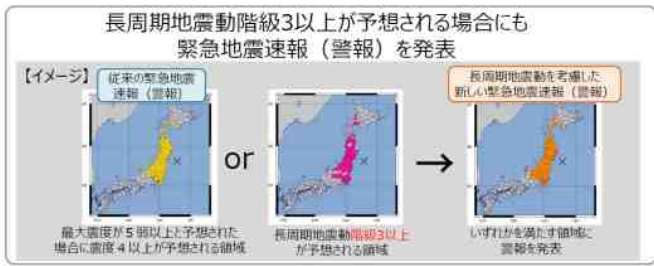 長周期地震動階級3以上が予想される場合にも
緊急地震速報（警報）を発表
【イメージ】
従来の緊急地震
速報（警報）
長周期地震動を考慮した
新しい緊急地震速報（警報）
or
→
最大震度が5弱以上と予想された
場合に震度4以上が予想される領域
長周期地震動階級3以上
が予想される領域
いずれかを満たす領域に
警報を発表